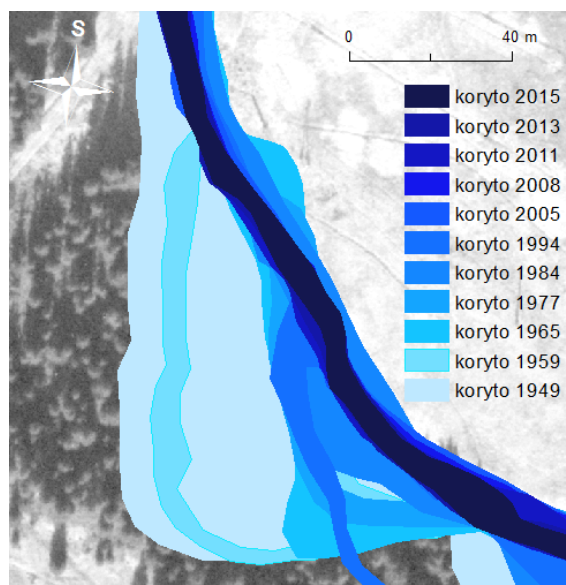 S
0 40 m
koryto 2015
koryto 2013
koryto 2011
koryto 2008
koryto 2005
koryto 1994
koryto 1984
koryto 1977
koryto 1965
koryto 1959
koryto 1949